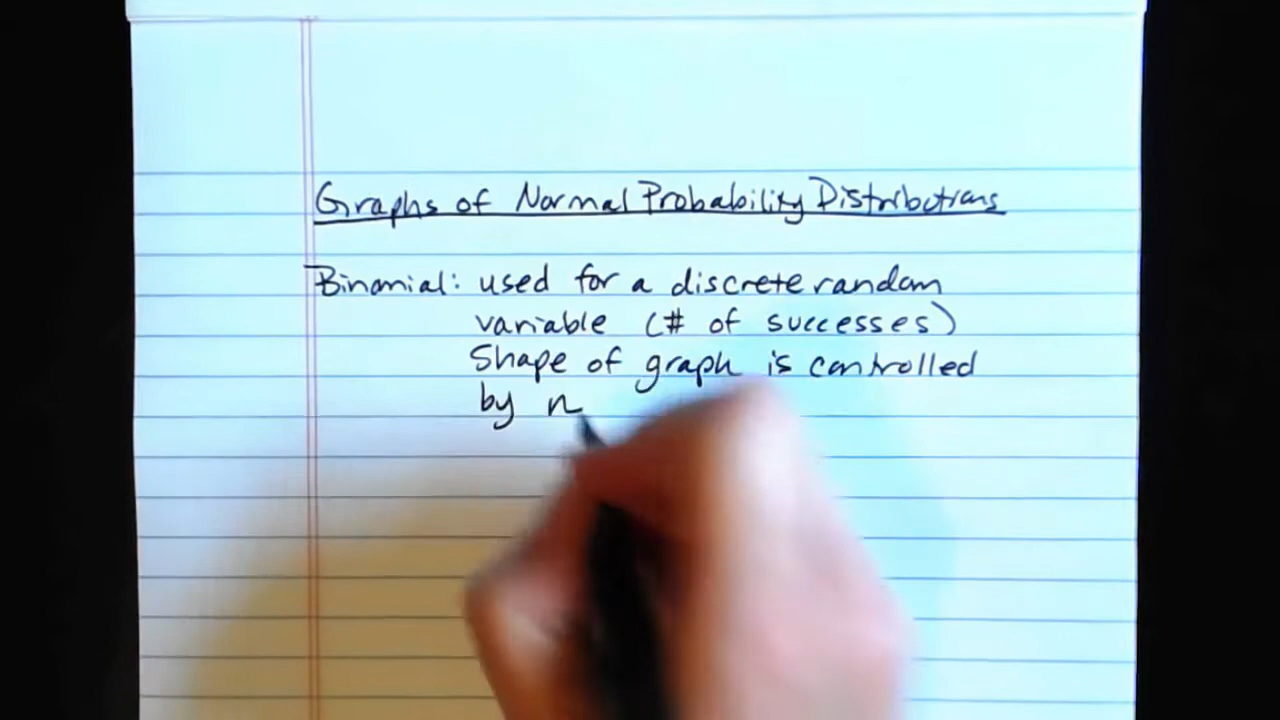 Graphs of Normal Probability Distributions
Binomial: used for a discrete random
variable (# of successes)
Shape of graph is controlled
by n